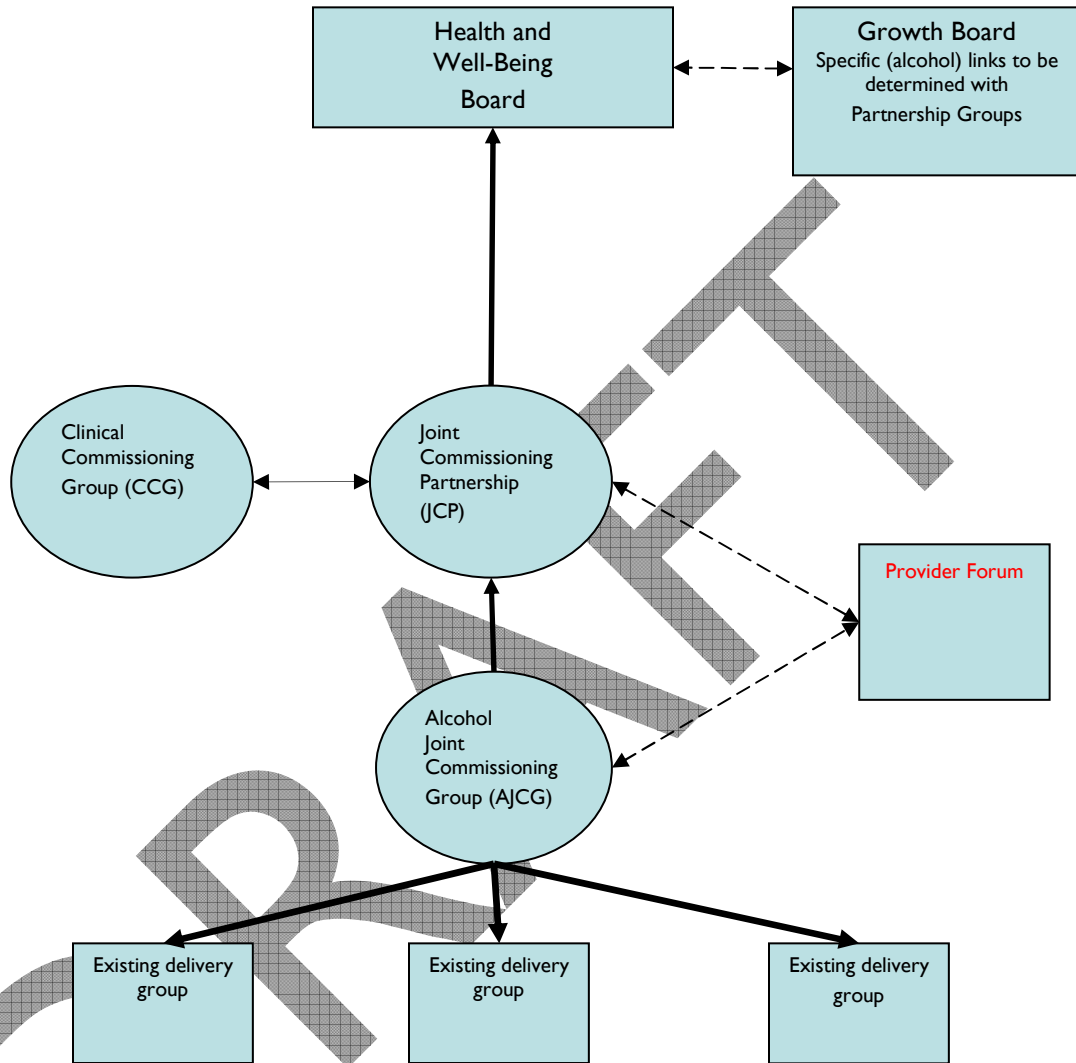 Health and
Well-Being
Board
Growth Board
Specific (alcohol) links to be
determined with
Partnership Groups
Clinical
Commissioning
Group (CCG)
Joint
Commissioning
Partnership
(JCP)
Provider Forum
Alcohol
Joint
Commissioning
Group (AJCG)
Existing delivery
group
Existing delivery
group
Existing delivery
group
DRAFT